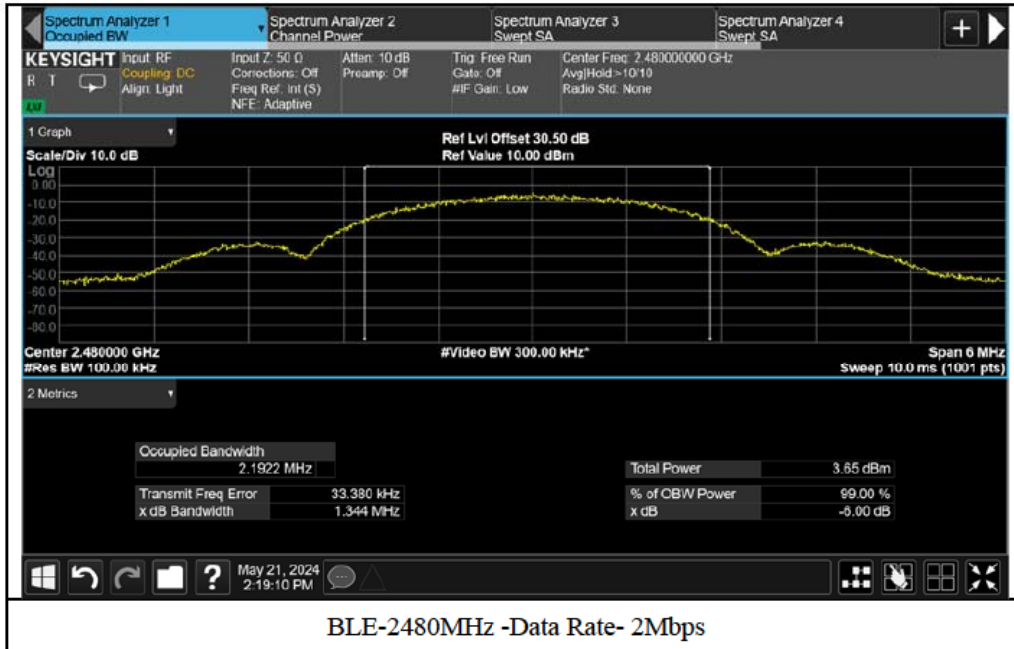 Spectrum Analyzer 1
Occupied BW
Spectrum Analyzer 2
Channel Power
Spectrum Analyzer 3
Swept SA
Spectrum Analyzer 4
Swept SA
+
KEYSIGHT
R T
LXI
Input: RF
Coupling: DC
Align: Light
Input Z: 50 Ω
Corrections: Off
Freq Ref: Int (S)
NFE: Adaptive
Atten: 10 dB
Preamp: Off
Trig: Free Run
Gate: Off
#IF Gain: Low
Center Freq: 2.480000000 GHz
Avg|Hold:>10/10
Radio Std: None
1 Graph
Scale/Div 10.0 dB
Ref Lvl Offset 30.50 dB
Ref Value 10.00 dBm
Log
0.00
-10.0
-20.0
-30.0
-40.0
-50.0
-60.0
-70.0
-80.0
Center 2.480000 GHz
#Res BW 100.00 kHz
#Video BW 300.00 kHz*
Span 6 MHz
Sweep 10.0 ms (1001 pts)
2 Metrics
Occupied Bandwidth
2.1922 MHz
Transmit Freq Error 33.380 kHz
x dB Bandwidth 1.344 MHz
Total Power 3.65 dBm
% of OBW Power 99.00 %
x dB -6.00 dB
?
May 21, 2024
2:19:10 PM
BLE-2480MHz -Data Rate- 2Mbps